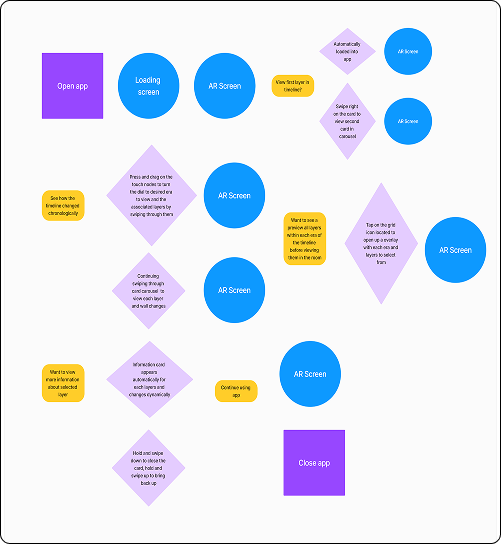 Open app
Loading
screen
AR Screen
View first layer in
timeline?
Automatically
loaded into
app
AR Screen
Swipe right
on the card to
view second
card in
carousel
AR Screen
See how the
timeline changed
chronologically
Press and drag on the
touch nodes to turn
the dial to desired era
to view and the
associated layers by
swiping through them
AR Screen
Continuing
swiping through
card carousel to
view each layer
and wall changes
AR Screen
Want to see a
preview all layers
within each era of
the timeline
before viewing
them in the room
Tap on the grid
icon located to
open up a overlay
with each era and
layers to select
from
AR Screen
Want to view
more information
about selected
layer
Information card
appears
automatically for
each layers and
changes dynamically
Continue using
app
AR Screen
Hold and swipe
down to close the
card, hold and
swipe up to bring
back up
Close app